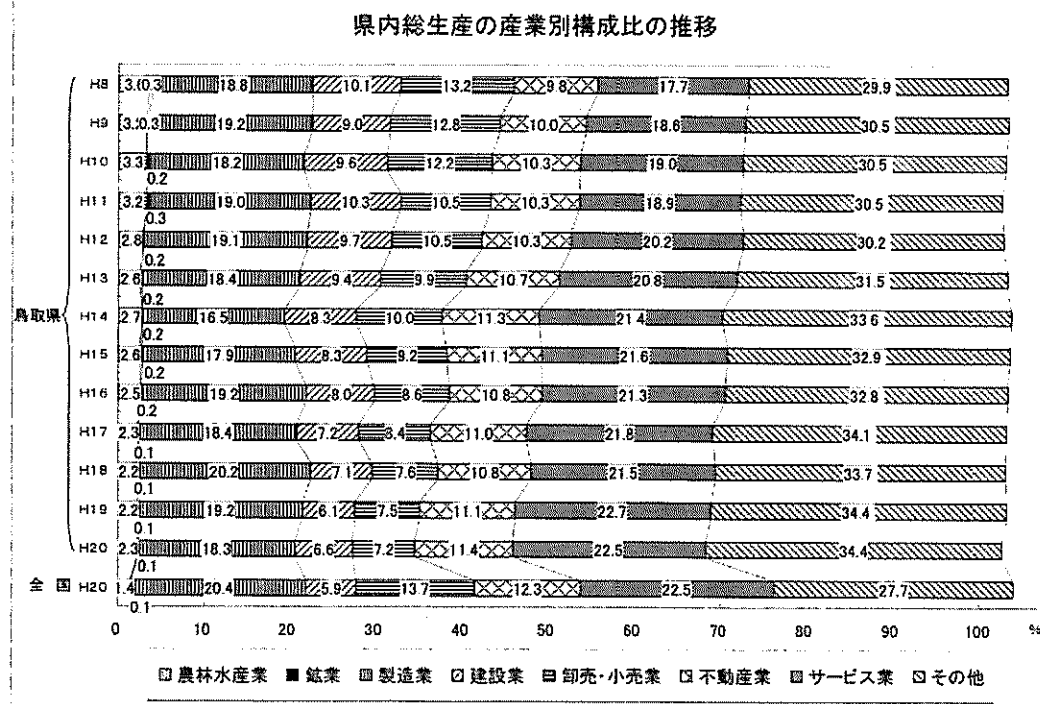 県内総生産の産業別構成比の推移
H8 3.0 0.3 18.8 10.1 13.2 9.8 17.7 29.9
H9 3.2 0.3 19.2 9.0 12.8 10.0 18.6 30.5
H10 3.3 18.2 9.6 12.2 10.3 19.0 30.5
0.2
H11 3.2 19.0 10.3 10.5 10.3 18.9 30.5
0.3
H12 2.8 19.1 9.7 10.5 10.3 20.2 30.2
0.2
H13 2.6 18.4 9.4 9.9 10.7 20.8 31.5
0.2
鳥取県 H14 2.7 16.5 8.3 10.0 11.3 21.4 33.6
0.2
H15 2.6 17.9 8.3 9.2 11.1 21.6 32.9
0.2
H16 2.5 19.2 8.0 8.6 10.8 21.3 32.8
0.2
H17 2.3 18.4 7.2 8.4 11.0 21.8 34.1
0.1
H18 2.2 20.2 7.1 7.6 10.8 21.5 33.7
0.1
H19 2.2 19.2 6.1 7.5 11.1 22.7 34.4
0.1
H20 2.3 18.3 6.6 7.2 11.4 22.5 34.4
0.1
全国 H20 1.4 20.4 5.9 13.7 12.3 22.5 27.7
0.1
0 10 20 30 40 50 60 70 80 90 100 %
農林水産業 鉱業 製造業 建設業 卸売・小売業 不動産業 サービス業 その他